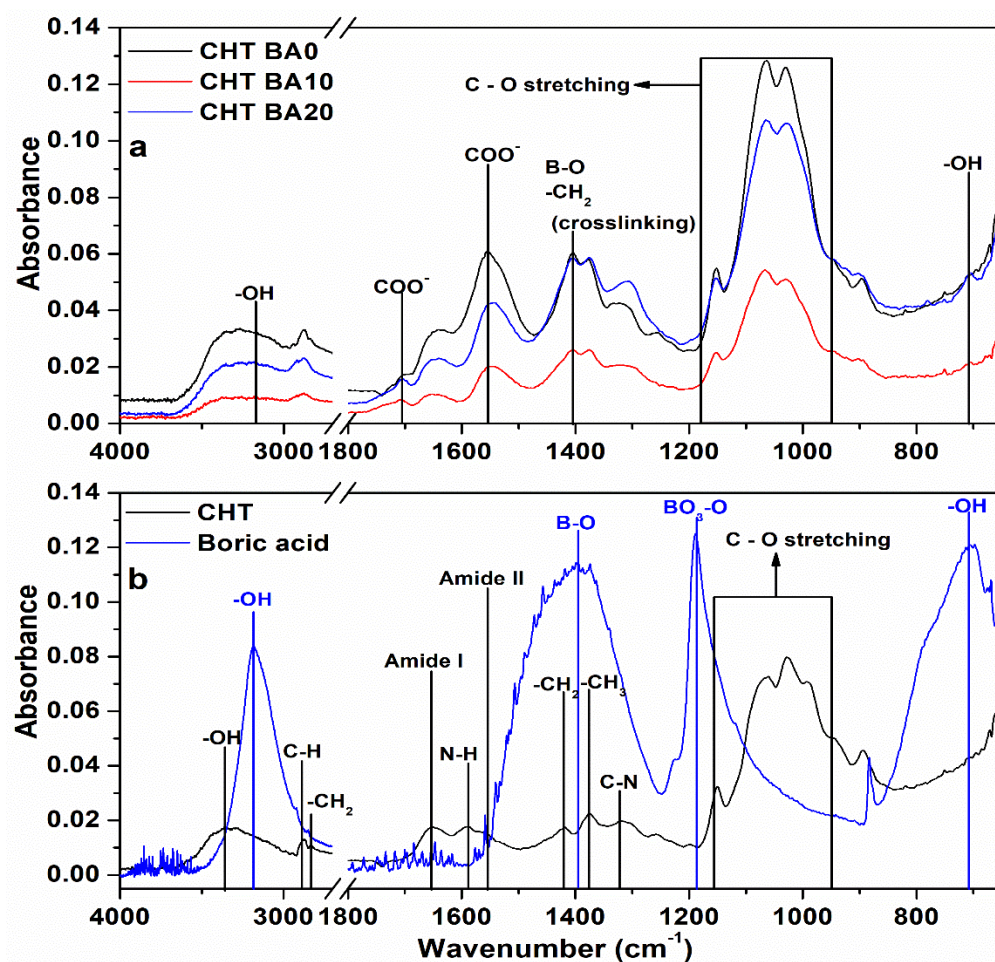 0.14
0.12
0.10
0.08
0.06
0.04
0.02
0.00
Absorbance
CHT BA0
CHT BA10
CHT BA20
a
-OH
COO⁻
COO⁻
B-O
-CH₂
(crosslinking)
C - O stretching
-OH
4000 3000 1800 1600 1400 1200 1000 800
0.14
0.12
0.10
0.08
0.06
0.04
0.02
0.00
Absorbance
CHT
Boric acid
b
-OH
-OH
C-H
-CH₂
Amide I
N-H
Amide II
B-O
-CH₂
-CH₃
C-N
BO₃-O
C - O stretching
-OH
4000 3000 1800 1600 1400 1200 1000 800
Wavenumber (cm⁻¹)